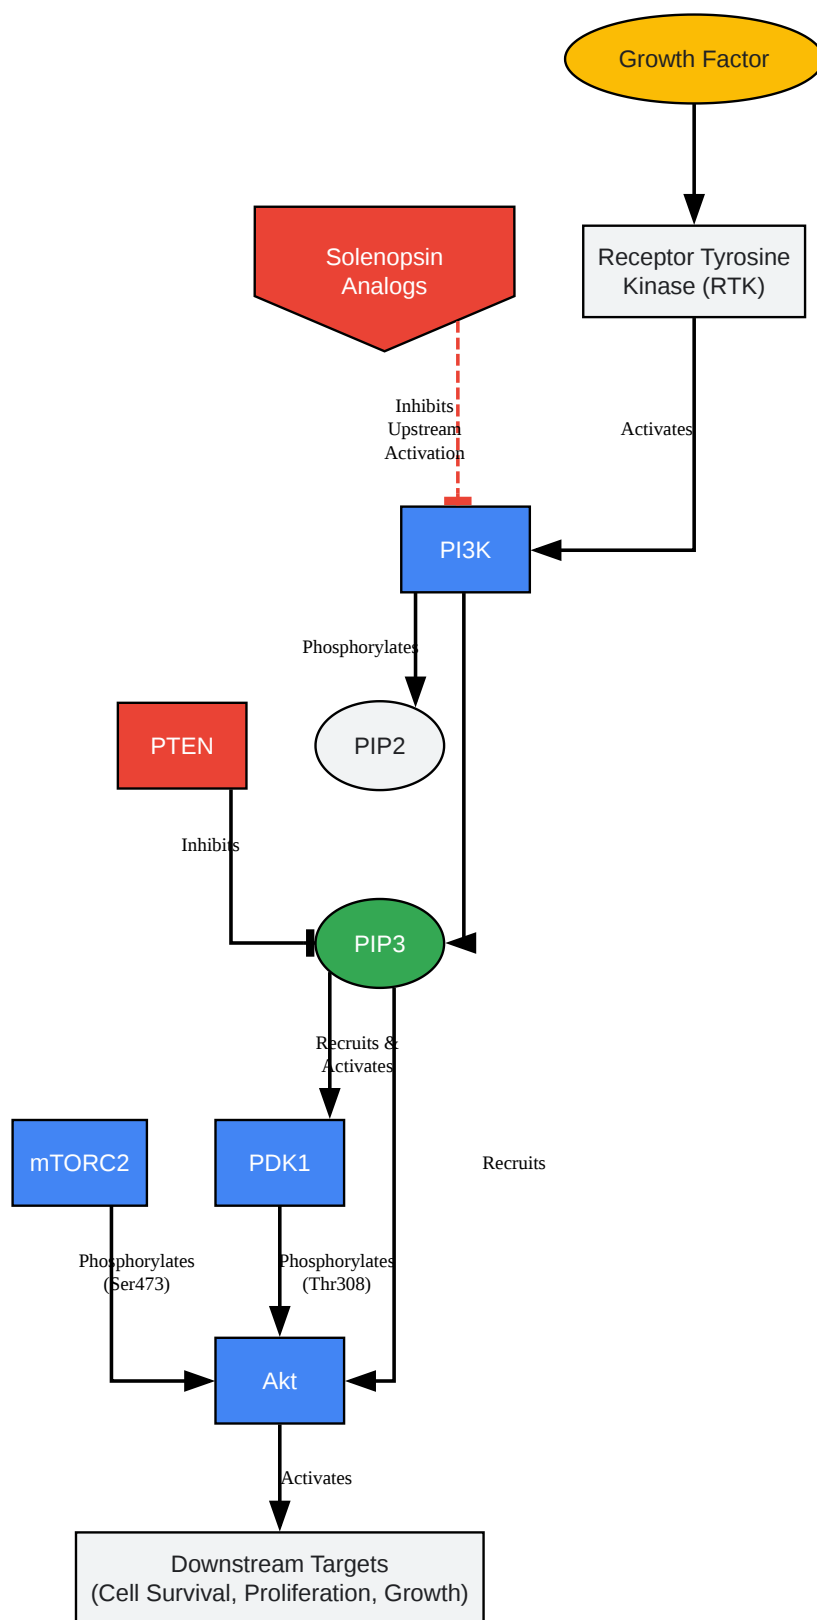 Growth Factor
Solenopsin
Analogs
Receptor Tyrosine
Kinase (RTK)
Inhibits
Upstream
Activation
Activates
PI3K
Phosphorylates
PTEN
PIP2
Inhibits
PIP3
Recruits &
Activates
mTORC2
PDK1
Recruits
Phosphorylates
(Ser473)
Phosphorylates
(Thr308)
Akt
Activates
Downstream Targets
(Cell Survival, Proliferation, Growth)